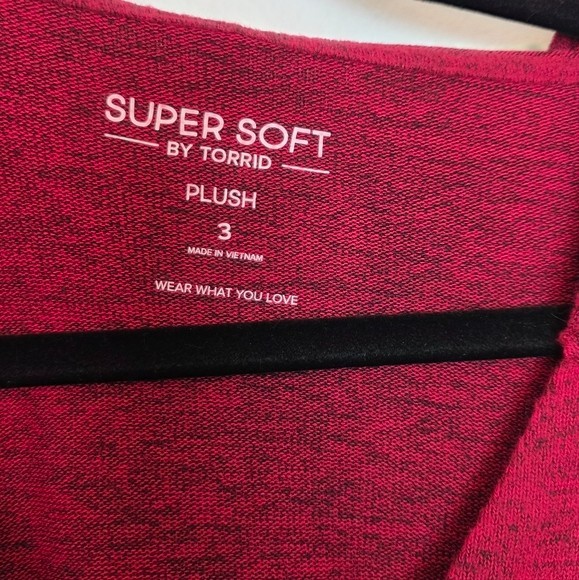 SUPER SOFT
BY TORRID
PLUSH
3
MADE IN VIETNAM
WEAR WHAT YOU LOVE